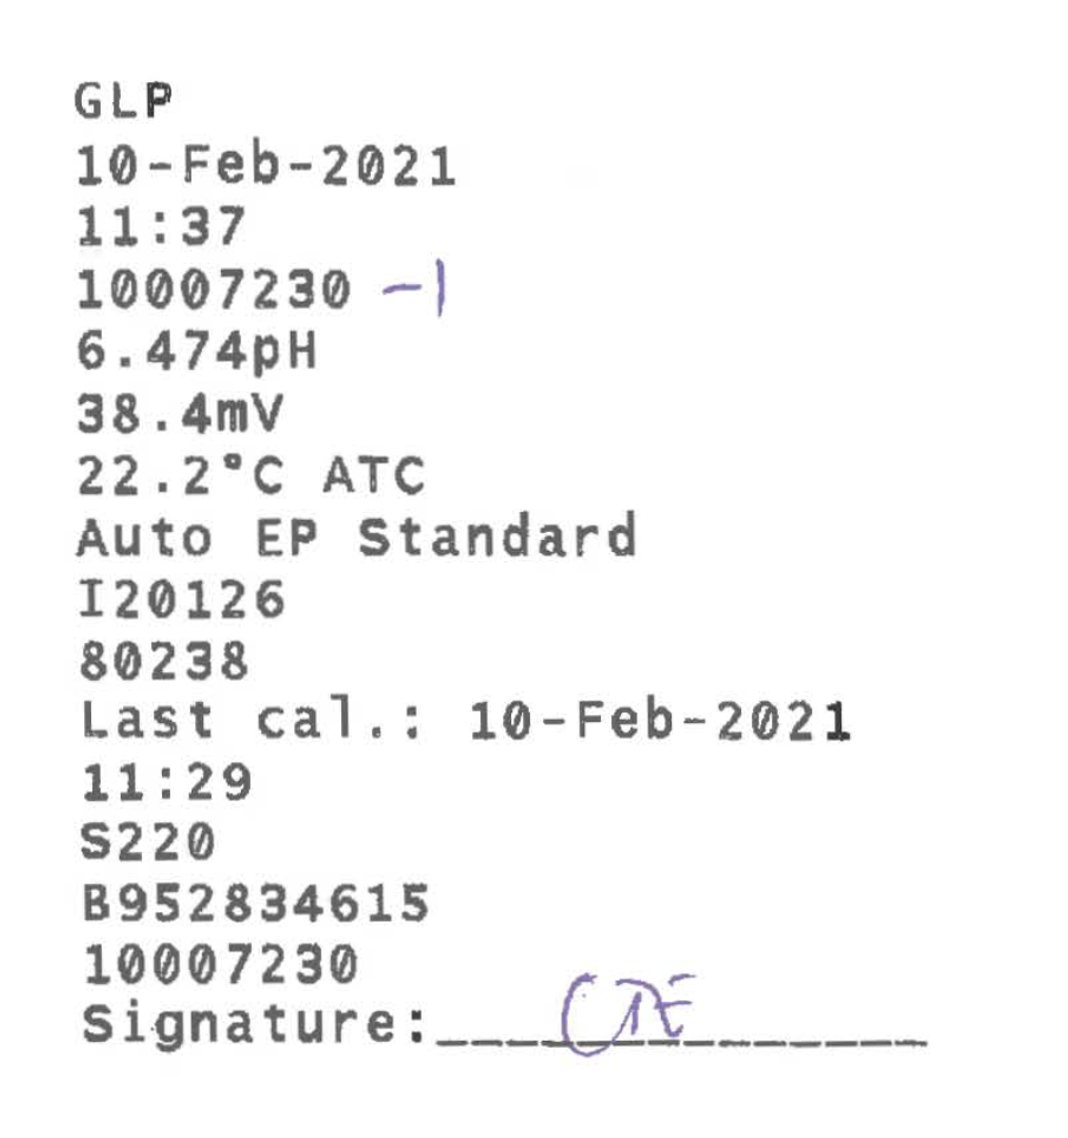 GLP
10-Feb-2021
11:37
10007230 -1
6.474pH
38.4mV
22.2°C ATC
Auto EP Standard
I20126
80238
Last cal.: 10-Feb-2021
11:29
S220
B952834615
10007230
Signature: